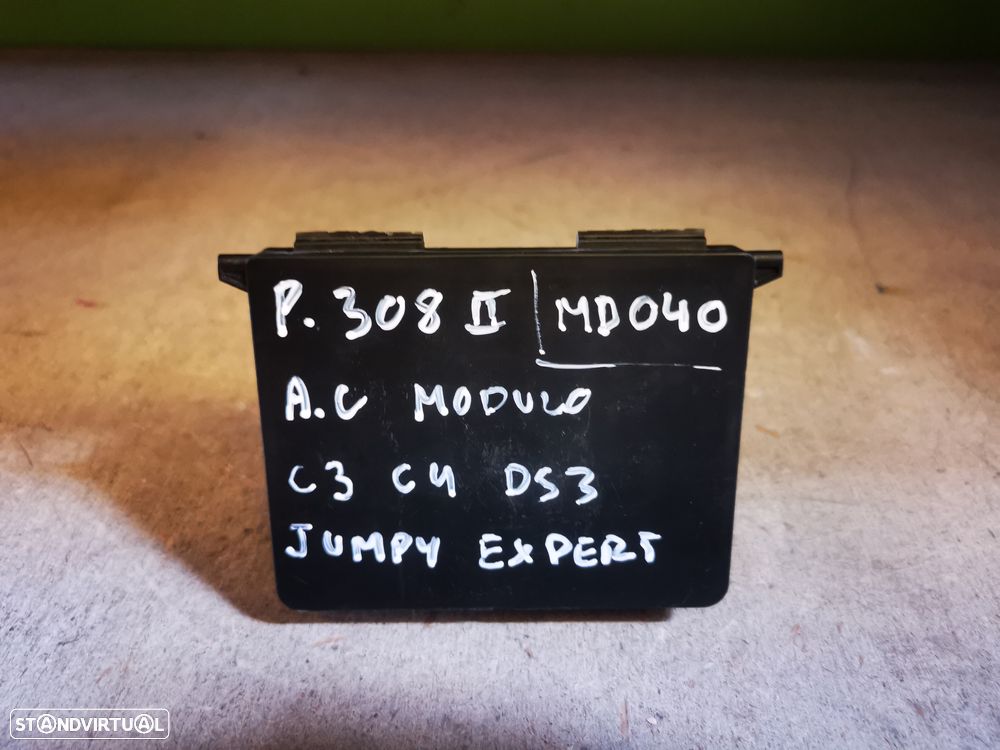 P. 308 II MD040
A.C MODULO
C3 C4 DS3
JUMPY EXPERT
STANDVIRTUAL